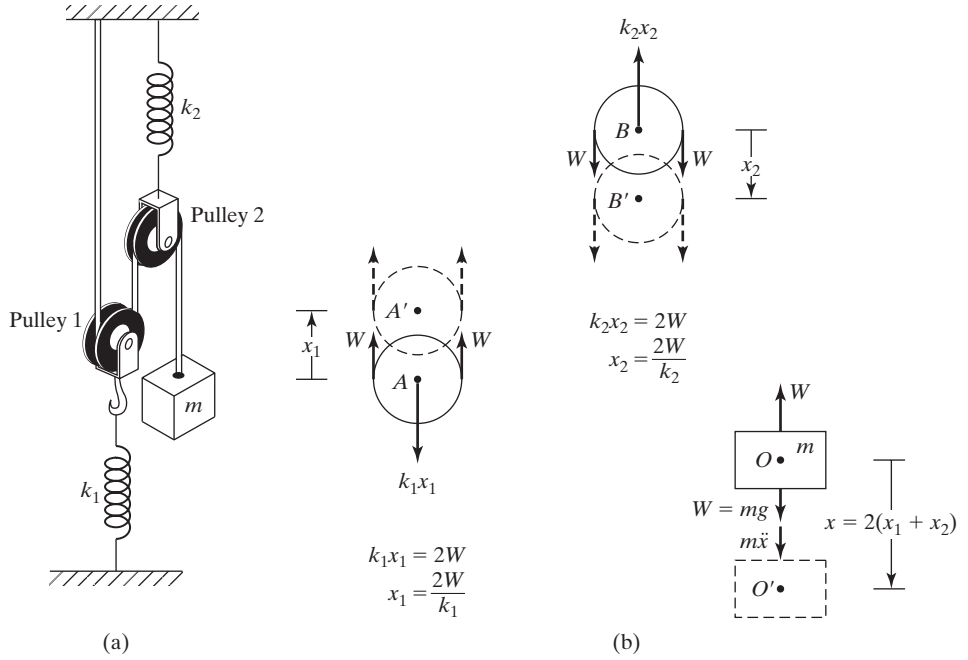 k₂
Pulley 2
Pulley 1
m
k₁
(a)
k₂x₂
B
W W
x₂
B′
A′
W W
x₁
A
k₁x₁
k₂x₂ = 2W
x₂ = 2W/k₂
k₁x₁ = 2W
x₁ = 2W/k₁
W
O m
W = mg
mẍ
x = 2(x₁ + x₂)
O′
(b)